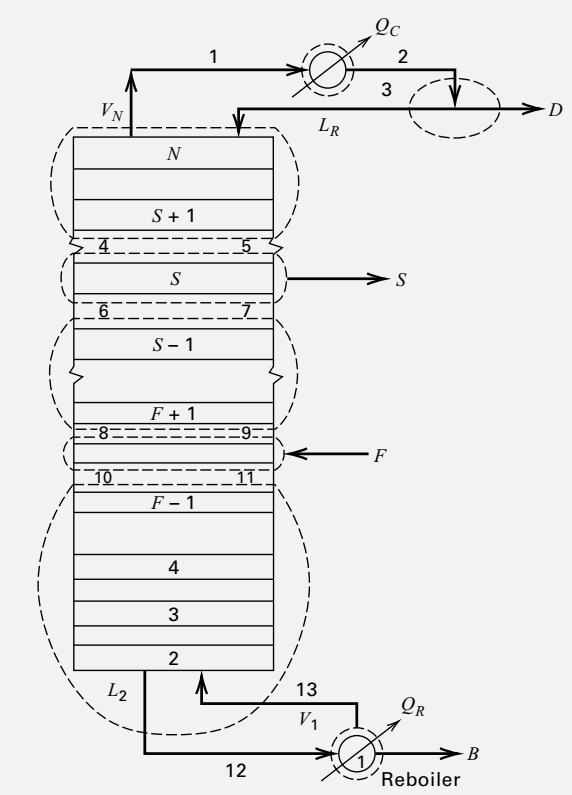 Q_C
1 2
3
V_N L_R D
N
S + 1
4 5
S S
6 7
S – 1
F + 1
8 9
F
10 11
F – 1
4
3
2
L_2 13
V_1 Q_R
1 B
12
Reboiler